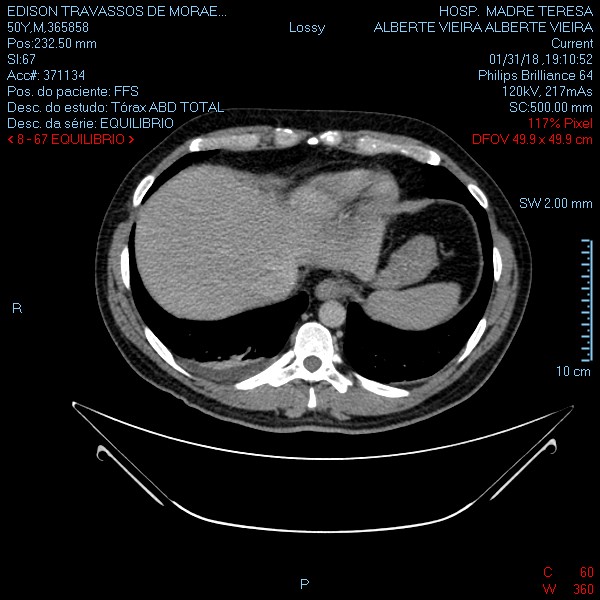 EDISON TRAVASSOS DE MORAE...
50Y,M,365858
Pos:232.50 mm
Sl:67
Acc#: 371134
Pos. do paciente: FFS
Desc. do estudo: Tórax ABD TOTAL
Desc. da série: EQUILIBRIO
< 8 - 67 EQUILIBRIO >
Lossy
HOSP. MADRE TERESA
ALBERTE VIEIRA ALBERTE VIEIRA
Current
01/31/18 ,19:10:52
Philips Brilliance 64
120kV, 217mAs
SC:500.00 mm
117% Pixel
DFOV 49.9 x 49.9 cm
SW 2.00 mm
R
10 cm
P
C 60
W 360